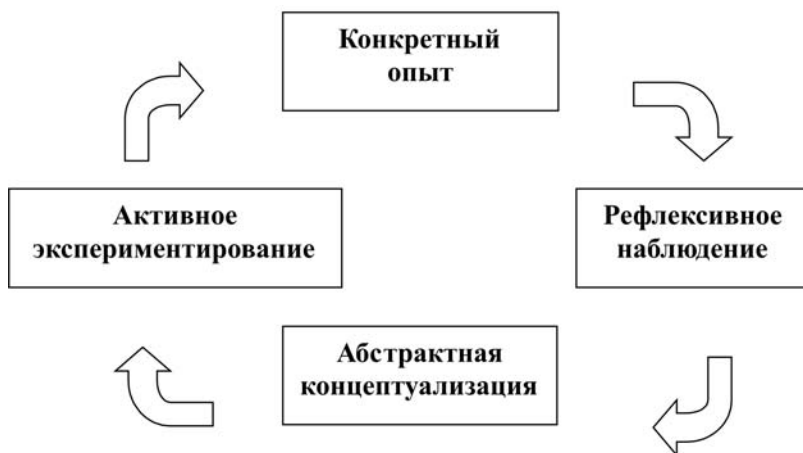 Конкретный
опыт
Активное
экспериментирование
Рефлексивное
наблюдение
Абстрактная
концептуализация